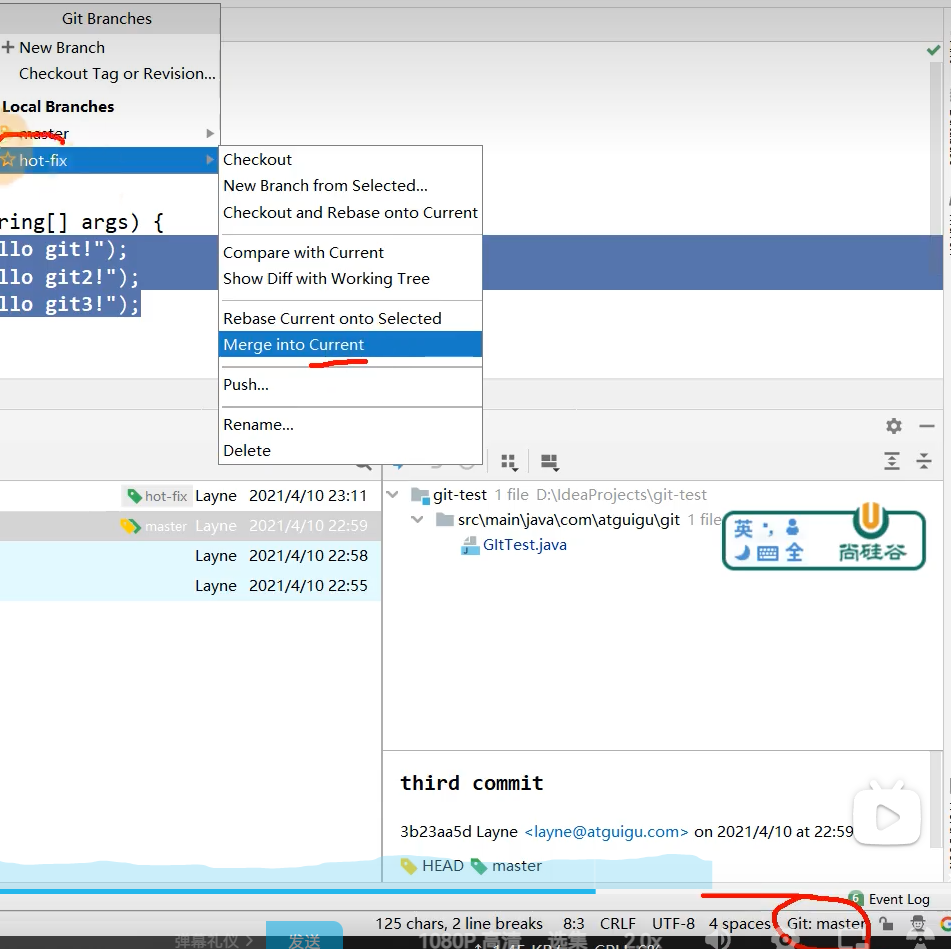 Git Branches
New Branch
Checkout Tag or Revision...
Local Branches
master
hot-fix
Checkout
New Branch from Selected...
Checkout and Rebase onto Current
Compare with Current
Show Diff with Working Tree
Rebase Current onto Selected
Merge into Current
Push...
Rename...
Delete
ring[] args) {
llo git!");
llo git2!");
llo git3!");
hot-fix Layne 2021/4/10 23:11
master Layne 2021/4/10 22:59
Layne 2021/4/10 22:58
Layne 2021/4/10 22:55
git-test 1 file D:\IdeaProjects\git-test
src\main\java\com\atguigu\git 1 file
GItTest.java
英
全
尚硅谷
third commit
3b23aa5d Layne <layne@atguigu.com> on 2021/4/10 at 22:59
HEAD master
6 Event Log
125 chars, 2 line breaks 8:3 CRLF UTF-8 4 spaces Git: master
弹幕礼仪 > 发送 1080P 高清 选集 2.0x